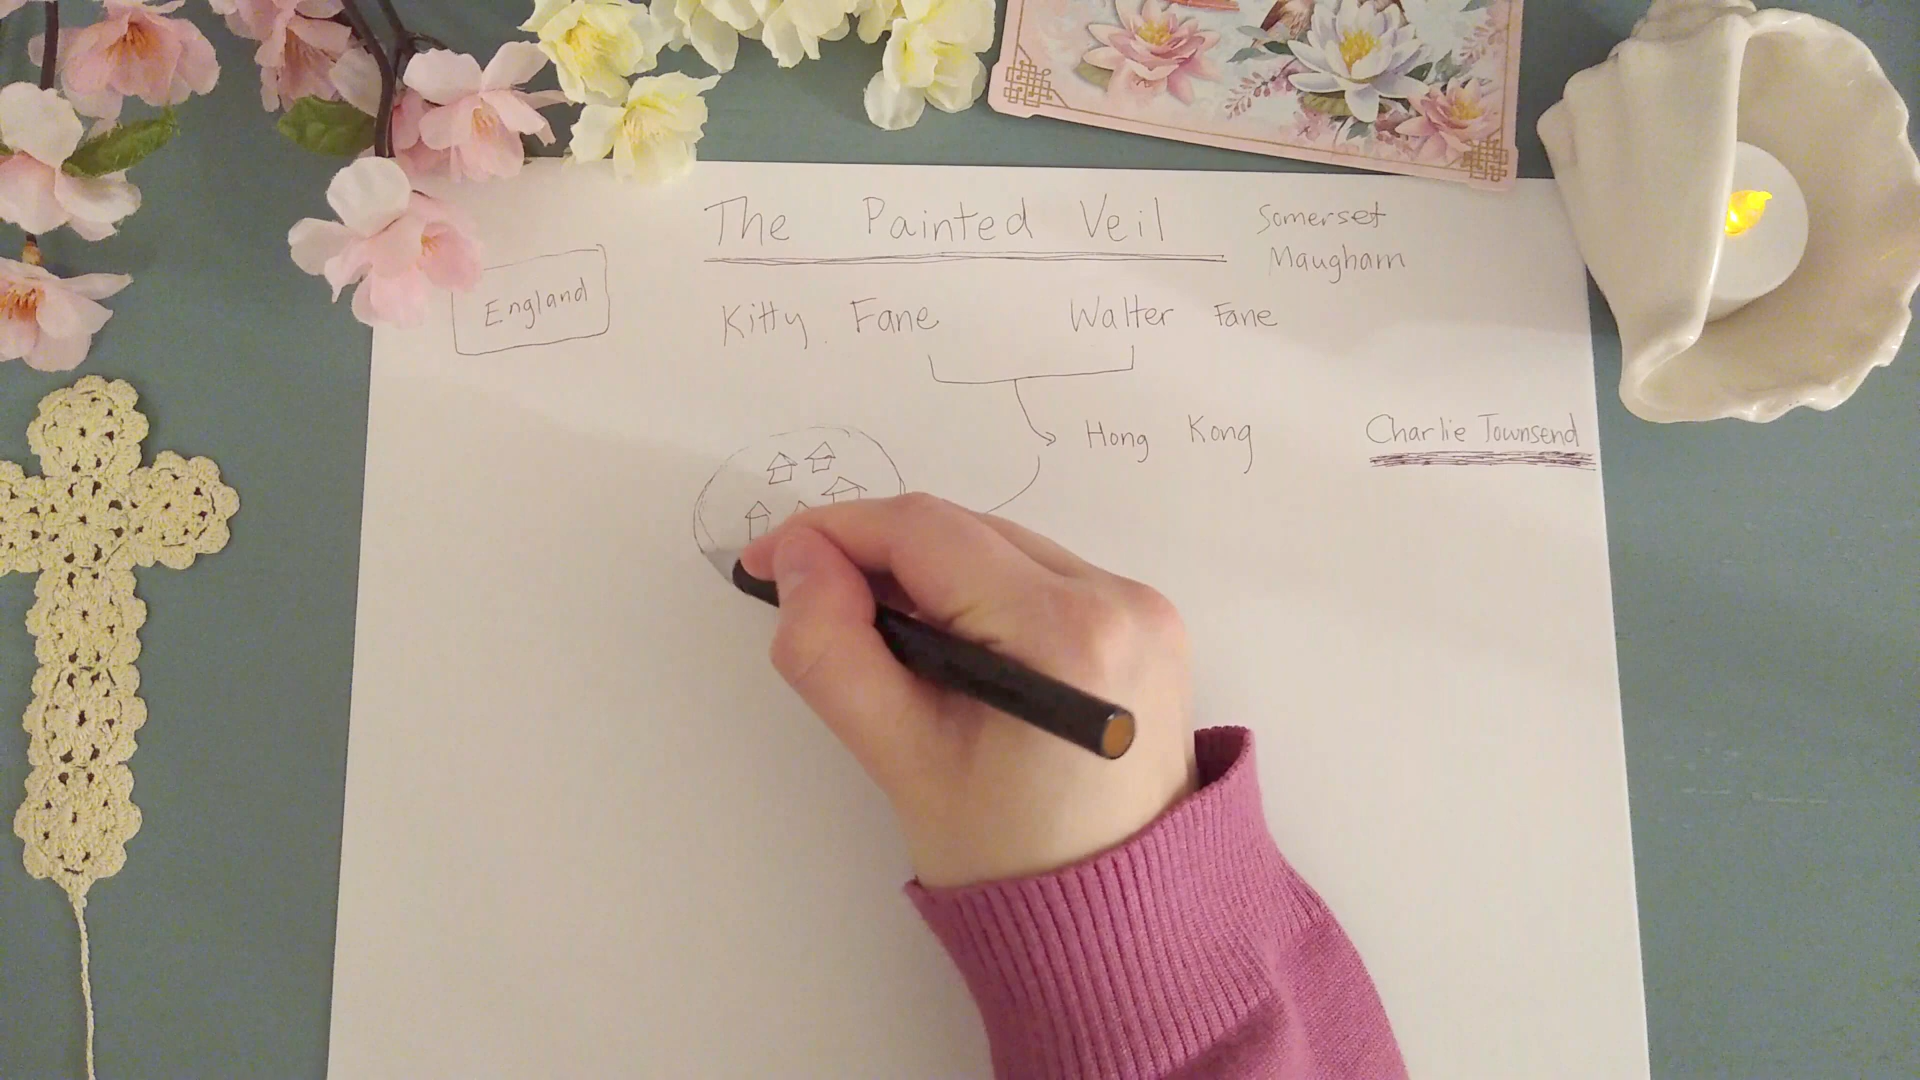 The Painted Veil
Somerset
Maugham
England
Kitty Fane
Walter Fane
Hong Kong
Charlie Townsend